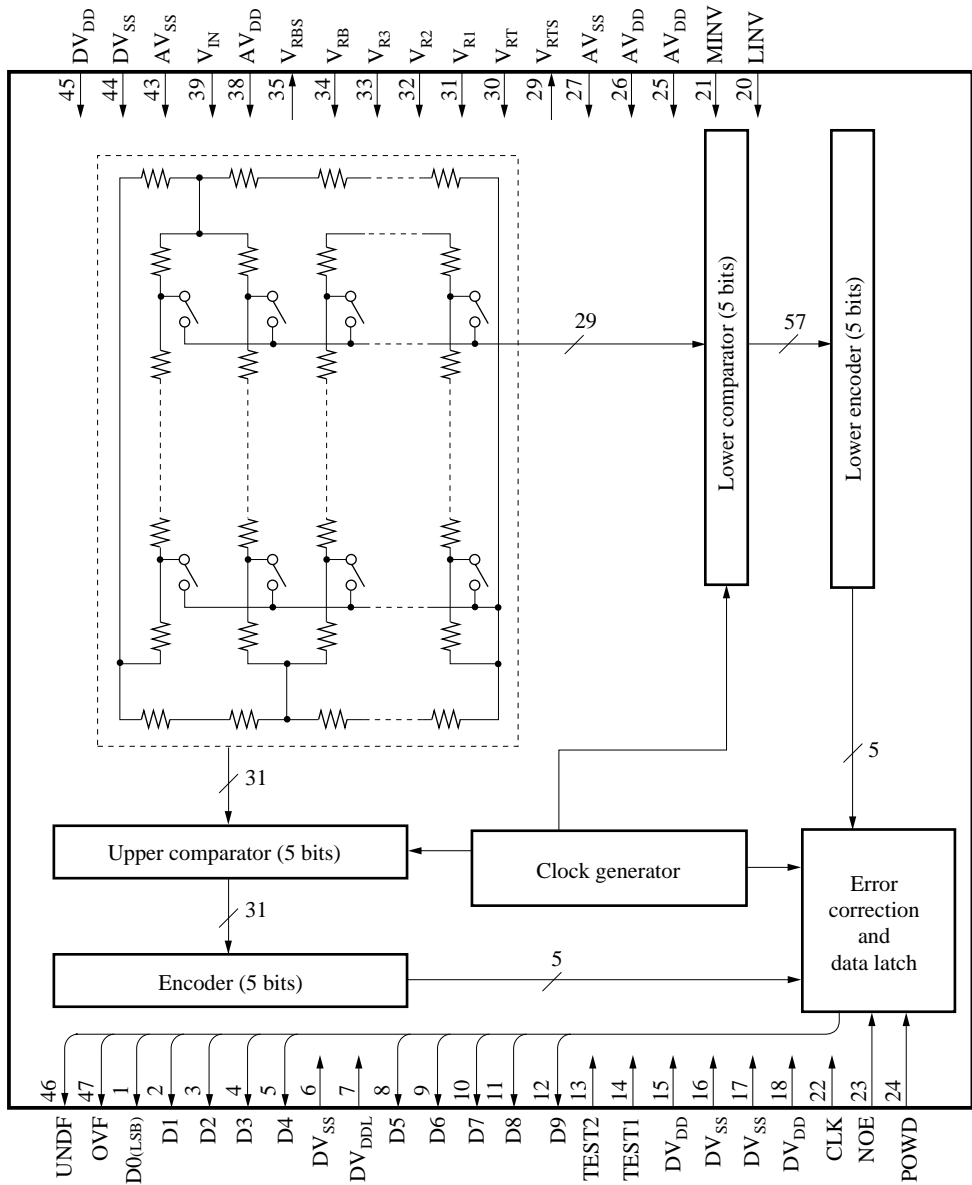 DVDD
DVSS
AVSS
VIN
AVDD
VRBS
VRB
VR3
VR2
VR1
VRT
VRTS
AVSS
AVDD
AVDD
MINV
LINV
45
44
43
39
38
35
34
33
32
31
30
29
27
26
25
21
20
29
Lower comparator (5 bits)
57
Lower encoder (5 bits)
31
5
Upper comparator (5 bits)
Clock generator
Error
correction
and
data latch
31
Encoder (5 bits)
5
46
47
1
2
3
4
5
6
7
8
9
10
11
12
13
14
15
16
17
18
22
23
24
UNDF
OVF
D0(LSB)
D1
D2
D3
D4
DVSS
DVDDL
D5
D6
D7
D8
D9
TEST2
TEST1
DVDD
DVSS
DVSS
DVDD
CLK
NOE
POWD